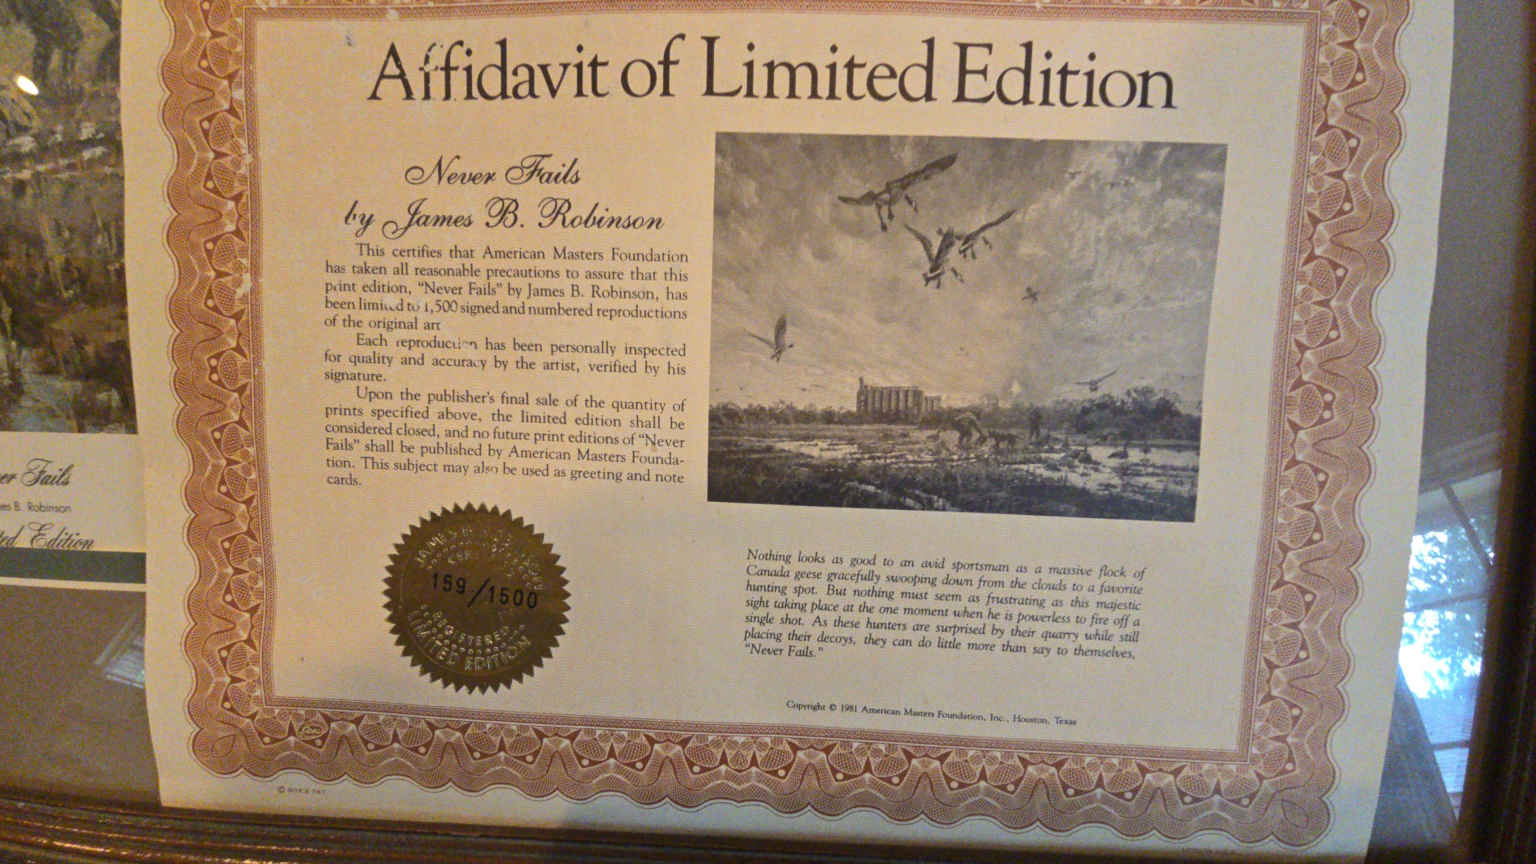 Affidavit of Limited Edition
Never Fails
by James B. Robinson
This certifies that American Masters Foundation
has taken all reasonable precautions to assure that this
print edition, "Never Fails" by James B. Robinson, has
been limited to 1,500 signed and numbered reproductions
of the original art
Each reproduction has been personally inspected
for quality and accuracy by the artist, verified by his
signature.
Upon the publisher's final sale of the quantity of
prints specified above, the limited edition shall be
considered closed, and no future print editions of "Never
Fails" shall be published by American Masters Founda-
tion. This subject may also be used as greeting and note
cards.
159/1500
REGISTERED
LIMITED EDITION
Nothing looks as good to an avid sportsman as a massive flock of
Canada geese gracefully swooping down from the clouds to a favorite
hunting spot. But nothing must seem as frustrating as this majestic
sight taking place at the one moment when he is powerless to fire off a
single shot. As these hunters are surprised by their quarry while still
placing their decoys, they can do little more than say to themselves,
"Never Fails."
Copyright © 1981 American Masters Foundation, Inc., Houston, Texas
er Fails
es B. Robinson
ed Edition